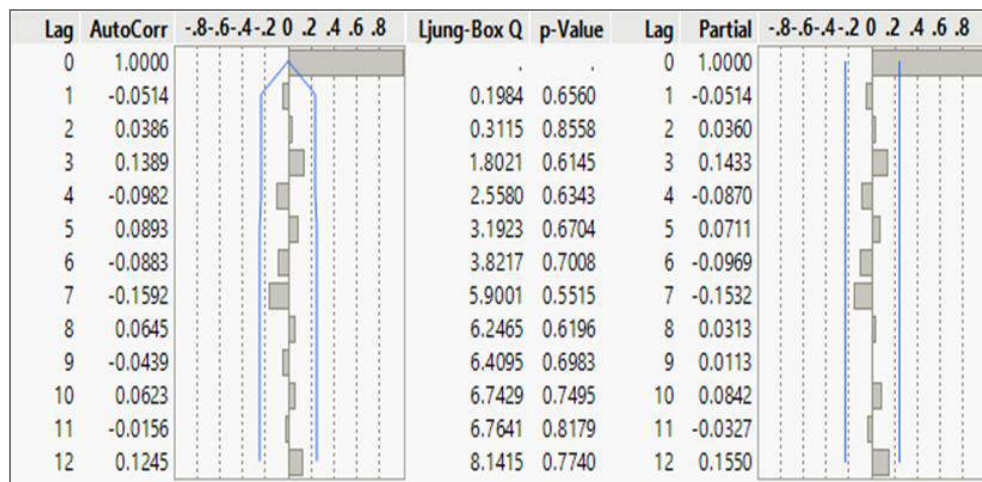 Lag AutoCorr -.8-.6-.4-.2 0 .2 .4 .6 .8 Ljung-Box Q p-Value Lag Partial -.8-.6-.4-.2 0 .2 .4 .6 .8
0 1.0000 . . 0 1.0000
1 -0.0514 0.1984 0.6560 1 -0.0514
2 0.0386 0.3115 0.8558 2 0.0360
3 0.1389 1.8021 0.6145 3 0.1433
4 -0.0982 2.5580 0.6343 4 -0.0870
5 0.0893 3.1923 0.6704 5 0.0711
6 -0.0883 3.8217 0.7008 6 -0.0969
7 -0.1592 5.9001 0.5515 7 -0.1532
8 0.0645 6.2465 0.6196 8 0.0313
9 -0.0439 6.4095 0.6983 9 0.0113
10 0.0623 6.7429 0.7495 10 0.0842
11 -0.0156 6.7641 0.8179 11 -0.0327
12 0.1245 8.1415 0.7740 12 0.1550